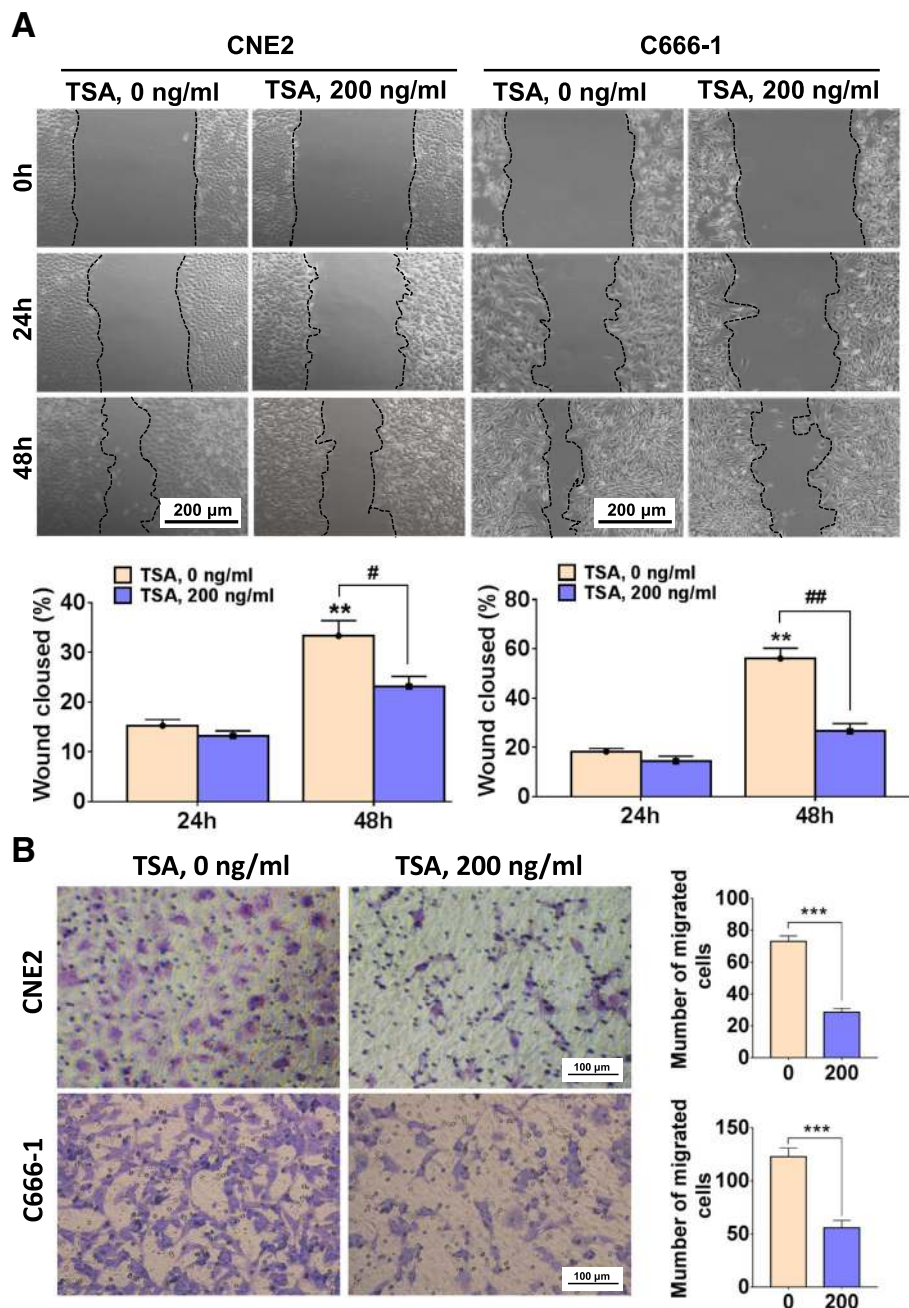 A
CNE2
C666-1
TSA, 0 ng/ml
TSA, 200 ng/ml
TSA, 0 ng/ml
TSA, 200 ng/ml
0h
24h
48h
200 µm
200 µm
TSA, 0 ng/ml
TSA, 200 ng/ml
Wound cloused (%)
40
30
20
10
0
**
#
24h
48h
TSA, 0 ng/ml
TSA, 200 ng/ml
Wound cloused (%)
80
60
40
20
0
**
##
24h
48h
B
TSA, 0 ng/ml
TSA, 200 ng/ml
CNE2
100 µm
C666-1
100 µm
Mumber of migrated
cells
100
80
60
40
20
0
***
0
200
Mumber of migrated
cells
150
100
50
0
***
0
200